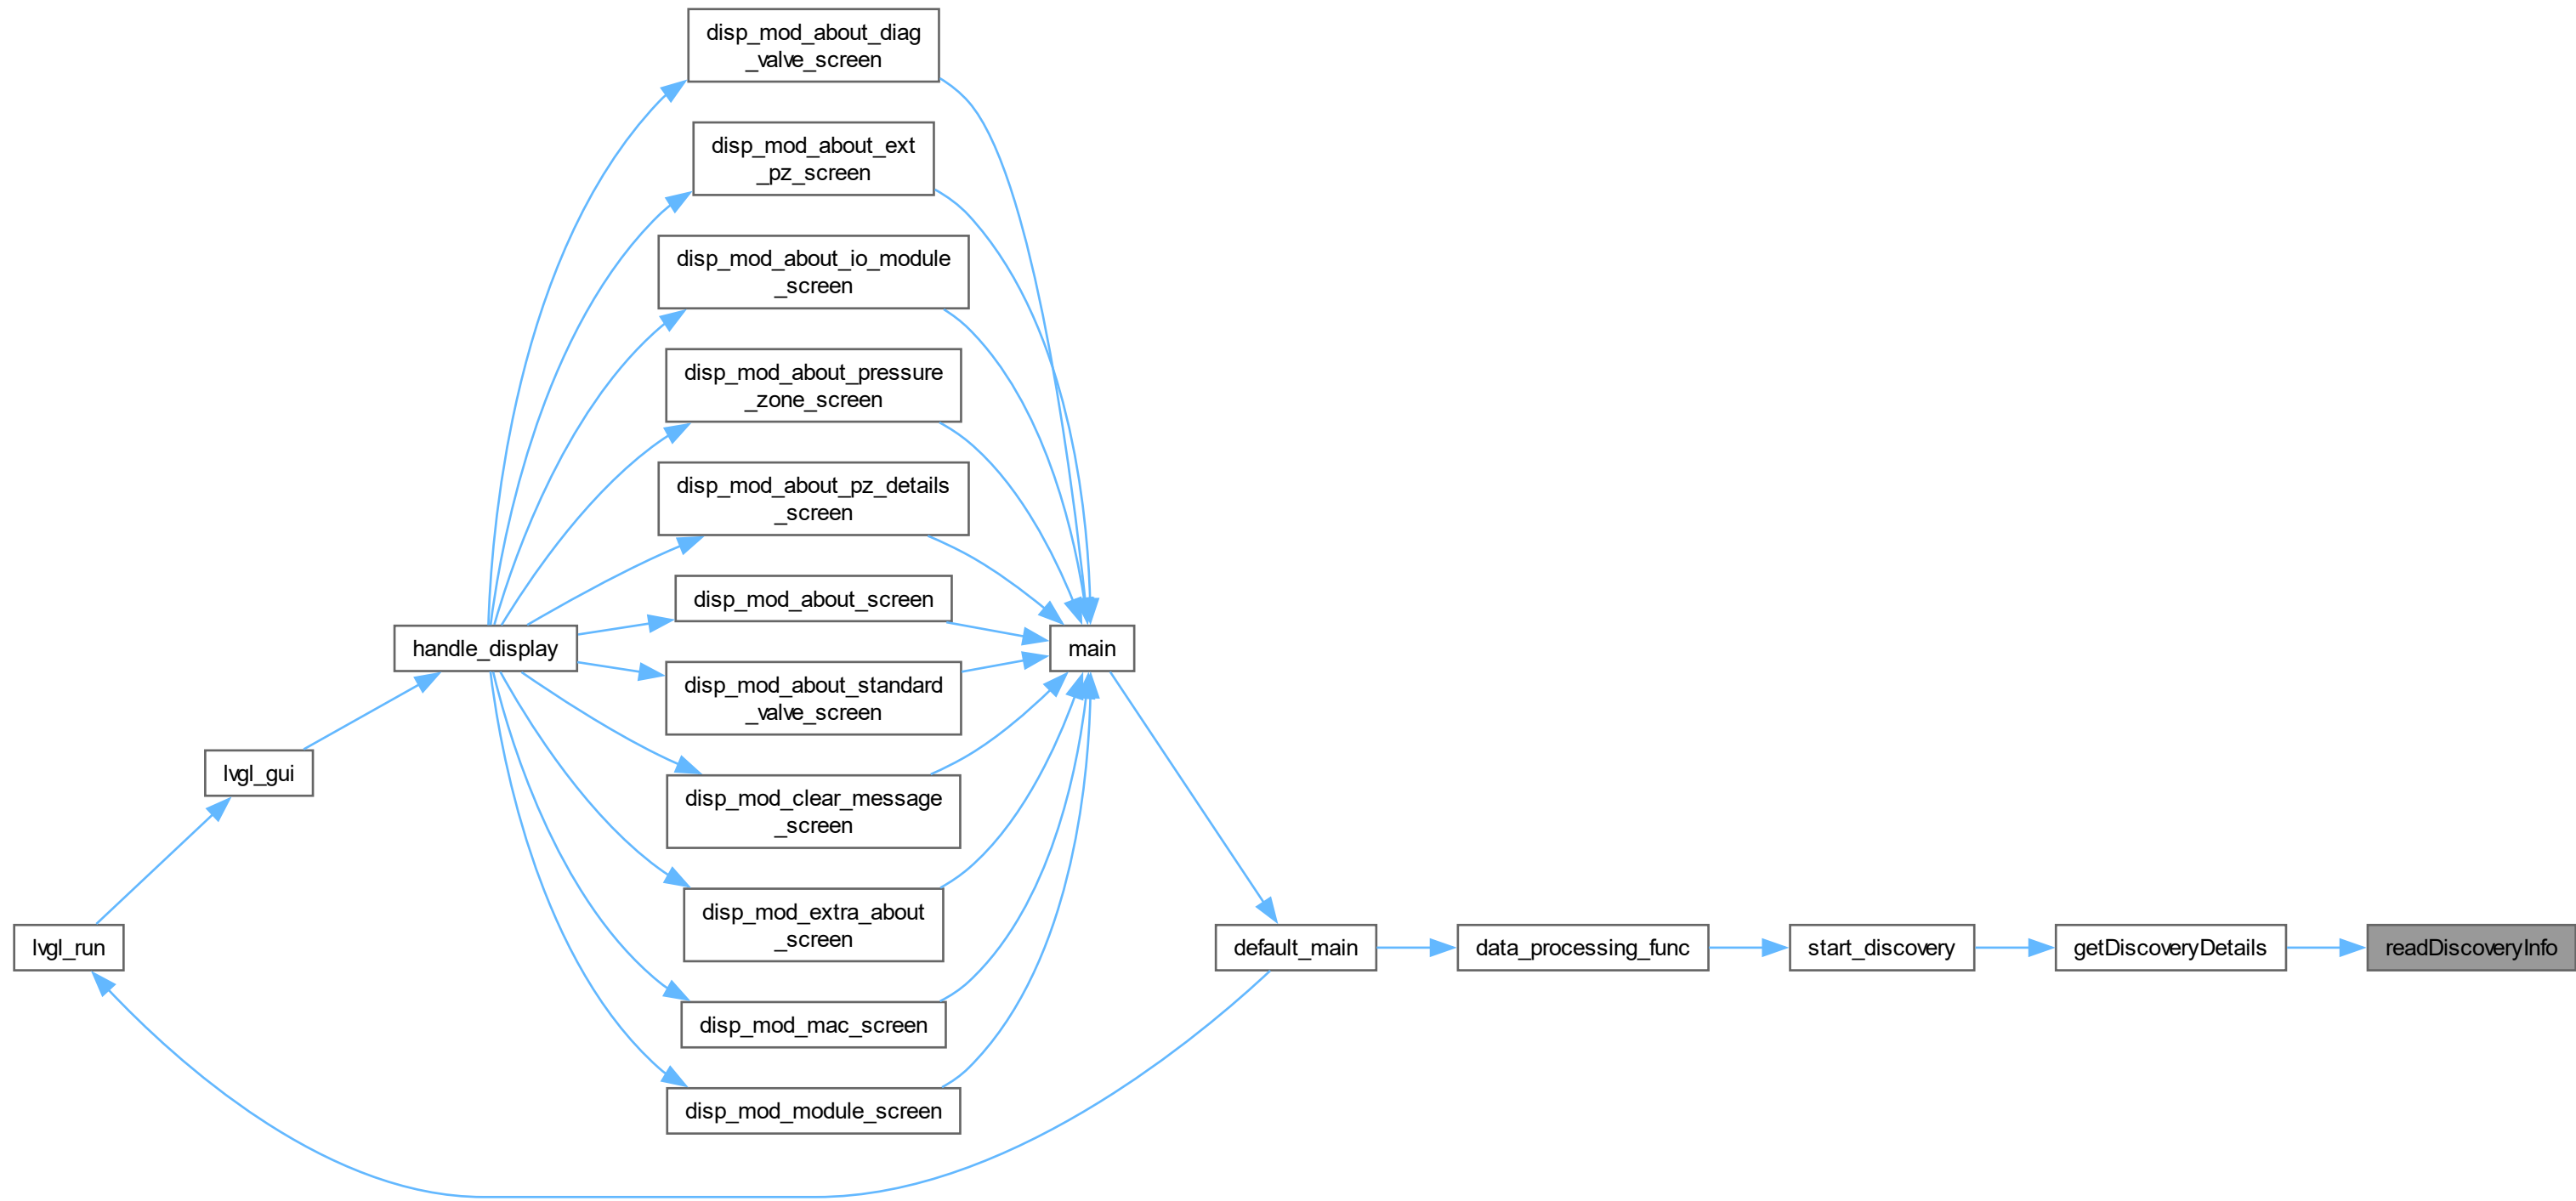 disp_mod_about_diag
_valve_screen
disp_mod_about_ext
_pz_screen
disp_mod_about_io_module
_screen
disp_mod_about_pressure
_zone_screen
disp_mod_about_pz_details
_screen
disp_mod_about_screen
handle_display
main
disp_mod_about_standard
_valve_screen
lvgl_gui
disp_mod_clear_message
_screen
disp_mod_extra_about
_screen
lvgl_run
default_main
data_processing_func
start_discovery
getDiscoveryDetails
readDiscoveryInfo
disp_mod_mac_screen
disp_mod_module_screen